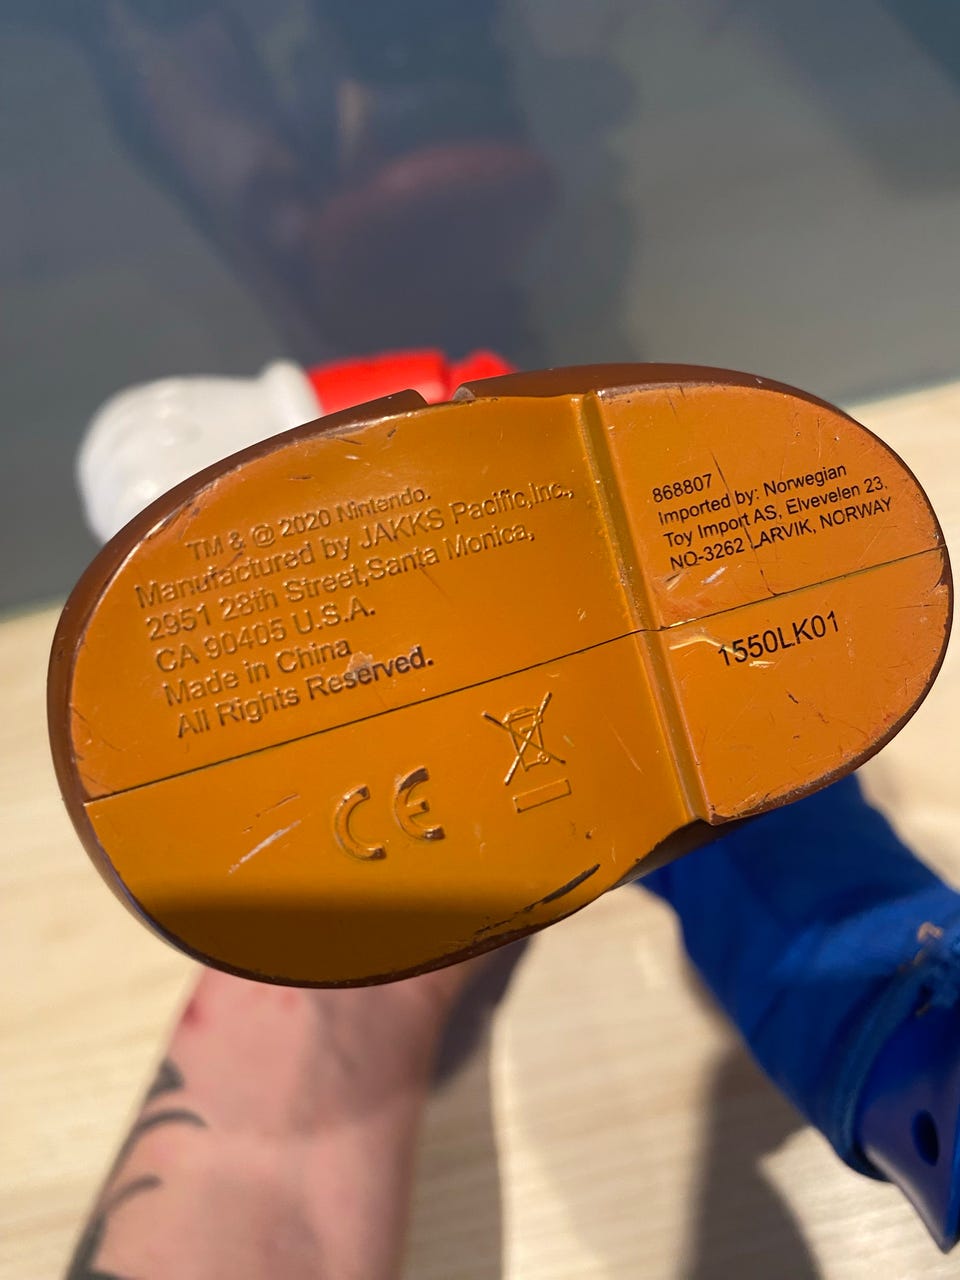 TM & @ 2020 Nintendo.
Manufactured by JAKKS Pacific,Inc.,
2951 28th Street,Santa Monica,
CA 90405 U.S.A.
Made in China
All Rights Reserved.
CE
868807
Imported by: Norwegian
Toy Import AS, Elvevelen 23,
NO-3262 LARVIK, NORWAY
1550LK01